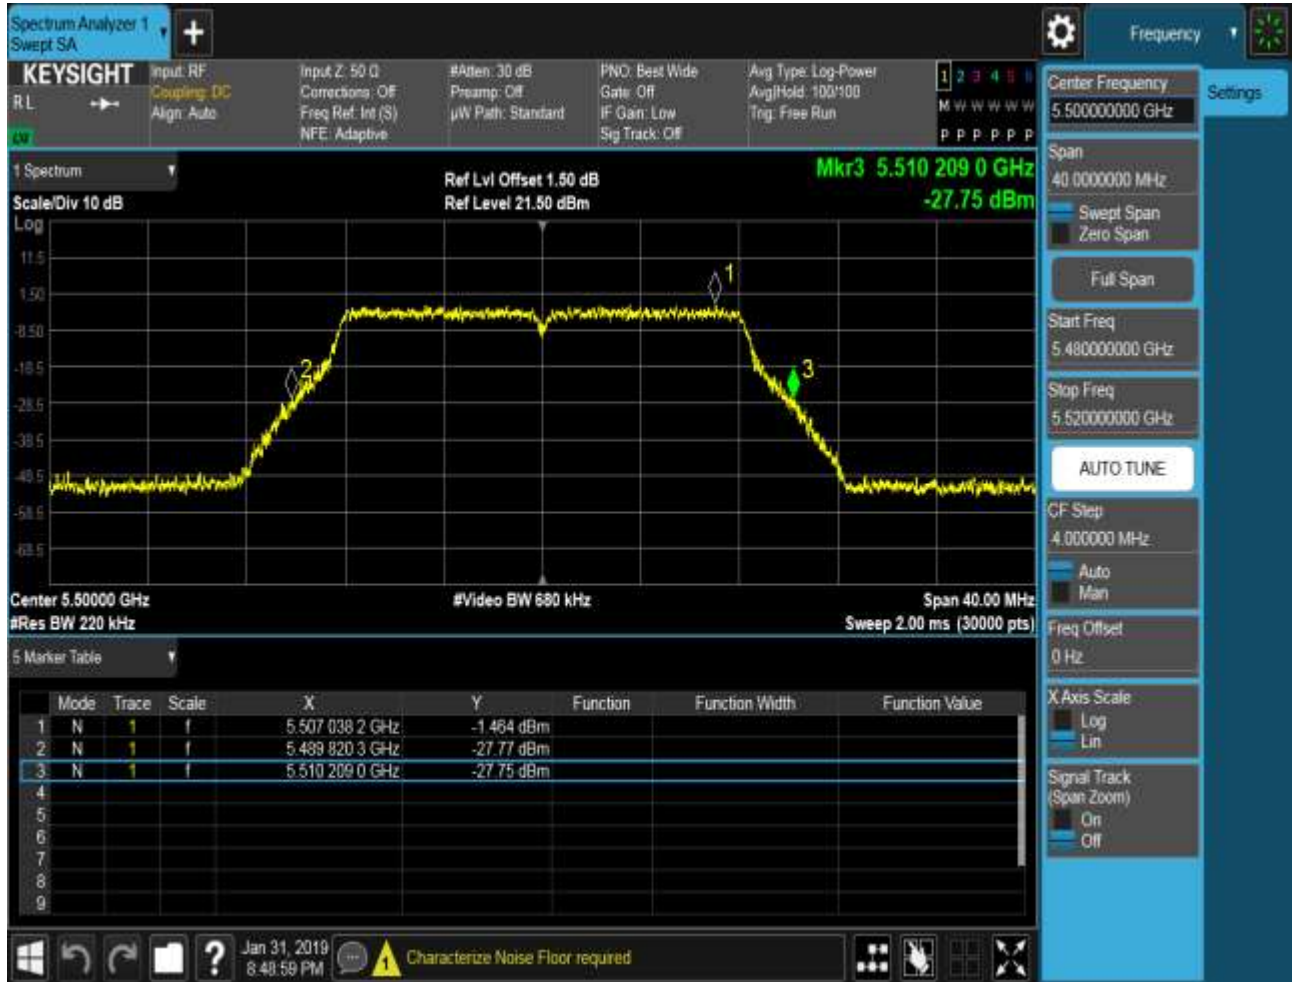 Spectrum Analyzer 1
Swept SA
Frequency
KEYSIGHT
R L
Input: RF
Coupling: DC
Align: Auto
Input Z: 50 Ω
Corrections: Off
Freq Ref: Int (S)
NFE: Adaptive
#Atten: 30 dB
Preamp: Off
µW Path: Standard
PNO: Best Wide
Gate: Off
IF Gain: Low
Sig Track: Off
Avg Type: Log-Power
Avg|Hold: 100/100
Trig: Free Run
1 2 3 4 5 6
M W W W W W
P P P P P P
1 Spectrum
Scale/Div 10 dB
Ref Lvl Offset 1.50 dB
Ref Level 21.50 dBm
Mkr3 5.510 209 0 GHz
-27.75 dBm
Log
11.5
1.50
-8.50
-18.5
-28.5
-38.5
-48.5
-58.5
-68.5
1
2
3
Center 5.50000 GHz
#Res BW 220 kHz
#Video BW 680 kHz
Span 40.00 MHz
Sweep 2.00 ms (30000 pts)
5 Marker Table
Mode Trace Scale X Y Function Function Width Function Value
1 N 1 f 5.507 038 2 GHz -1.464 dBm
2 N 1 f 5.489 820 3 GHz -27.77 dBm
3 N 1 f 5.510 209 0 GHz -27.75 dBm
4
5
6
7
8
9
Center Frequency
5.500000000 GHz
Settings
Span
40.0000000 MHz
Swept Span
Zero Span
Full Span
Start Freq
5.480000000 GHz
Stop Freq
5.520000000 GHz
AUTO TUNE
CF Step
4.000000 MHz
Auto
Man
Freq Offset
0 Hz
X Axis Scale
Log
Lin
Signal Track
(Span Zoom)
On
Off
?
Jan 31, 2019
8:48:59 PM
1
Characterize Noise Floor required